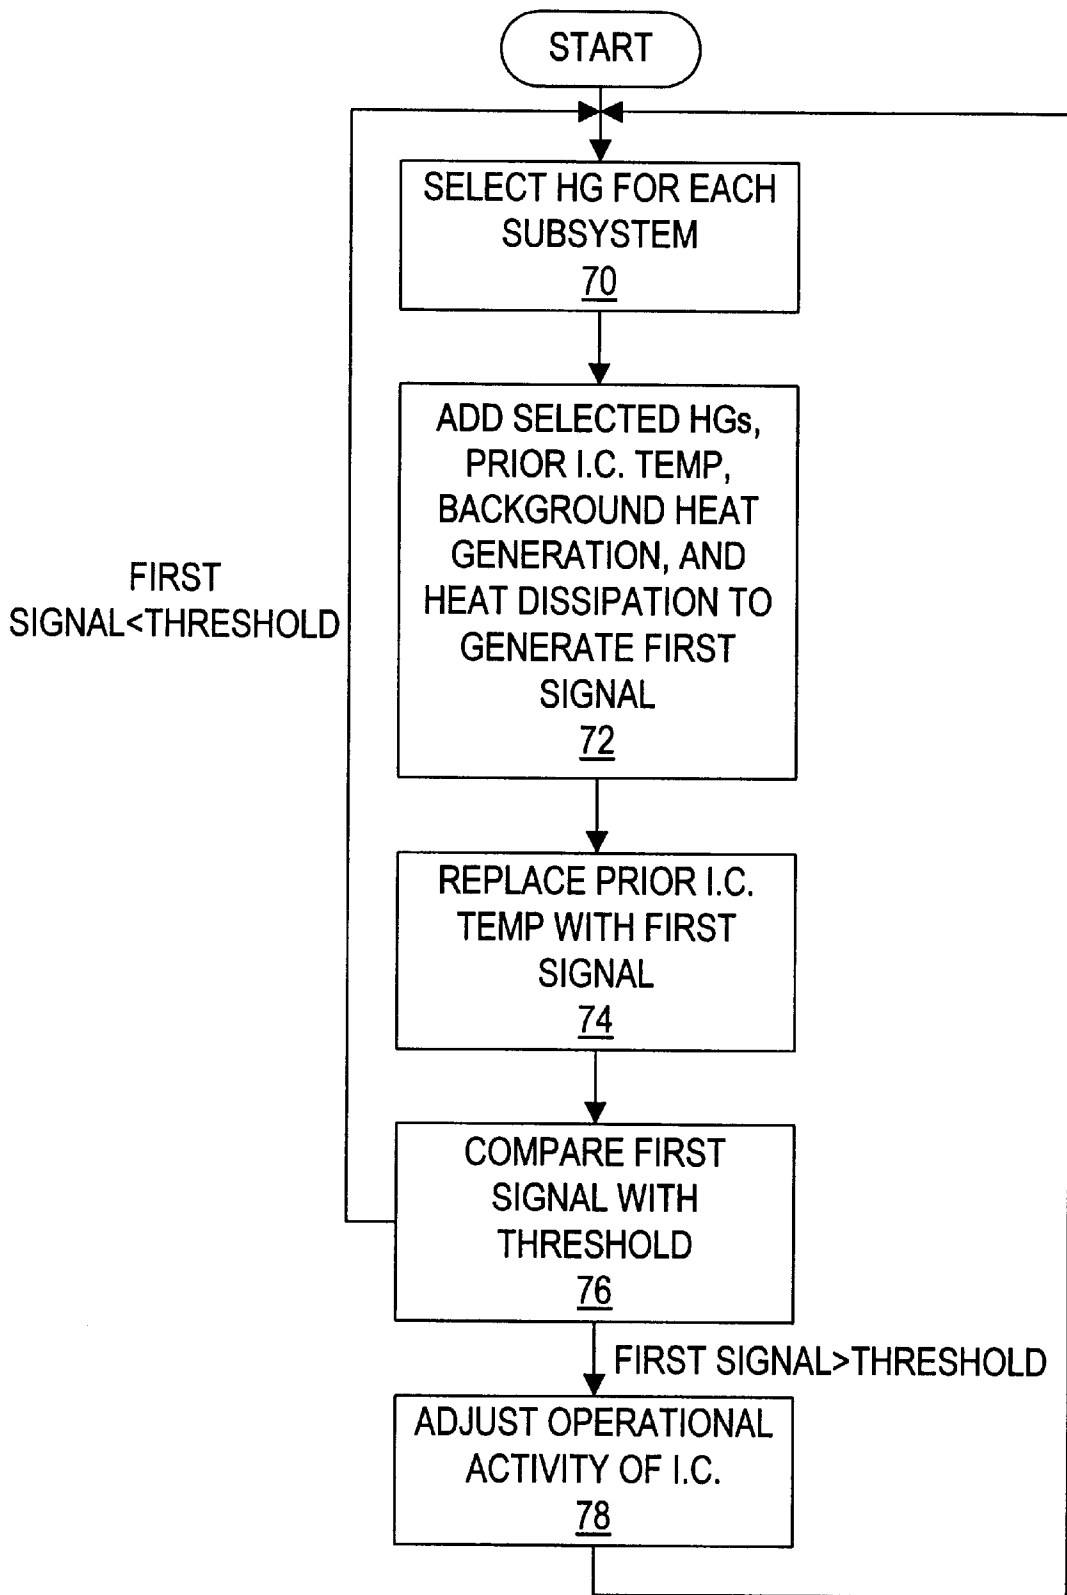 START
SELECT HG FOR EACH
SUBSYSTEM
70
ADD SELECTED HGs,
PRIOR I.C. TEMP,
BACKGROUND HEAT
GENERATION, AND
HEAT DISSIPATION TO
GENERATE FIRST
SIGNAL
72
FIRST
SIGNAL<THRESHOLD
REPLACE PRIOR I.C.
TEMP WITH FIRST
SIGNAL
74
COMPARE FIRST
SIGNAL WITH
THRESHOLD
76
FIRST SIGNAL>THRESHOLD
ADJUST OPERATIONAL
ACTIVITY OF I.C.
78